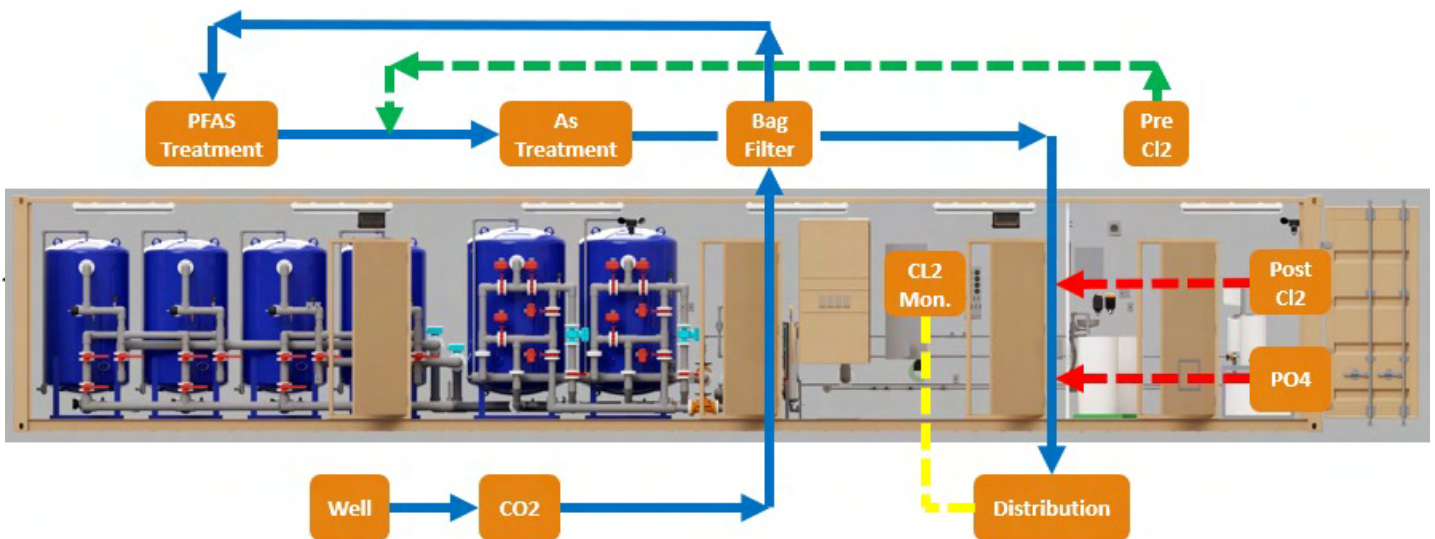 PFAS
Treatment
As
Treatment
Bag
Filter
Pre
Cl2
CL2
Mon.
Post
Cl2
PO4
Well
CO2
Distribution